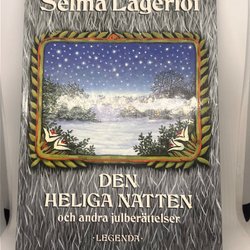 Selma Lagerlöf
DEN
HELIGA NATTEN
och andra julberättelser
·LEGENDA·